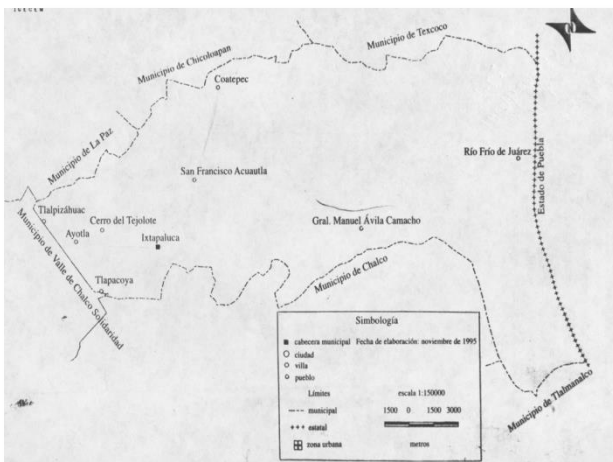 IGECEM
Municipio de Texcoco
Municipio de Chicoloapan
Coatepec
Municipio de La Paz
Río Frío de Juárez
Estado de Puebla
San Francisco Acuautla
Tlalpizáhuac
Cerro del Tejolote
Ayotla
Ixtapaluca
Gral. Manuel Ávila Camacho
Municipio de Valle de Chalco Solidaridad
Tlapacoya
Municipio de Chalco
Simbología
cabecera municipal Fecha de elaboración: noviembre de 1995
ciudad
villa
pueblo
Límites escala 1:150000
municipal 1500 0 1500 3000
estatal
zona urbana metros
Municipio de Tlalmanalco